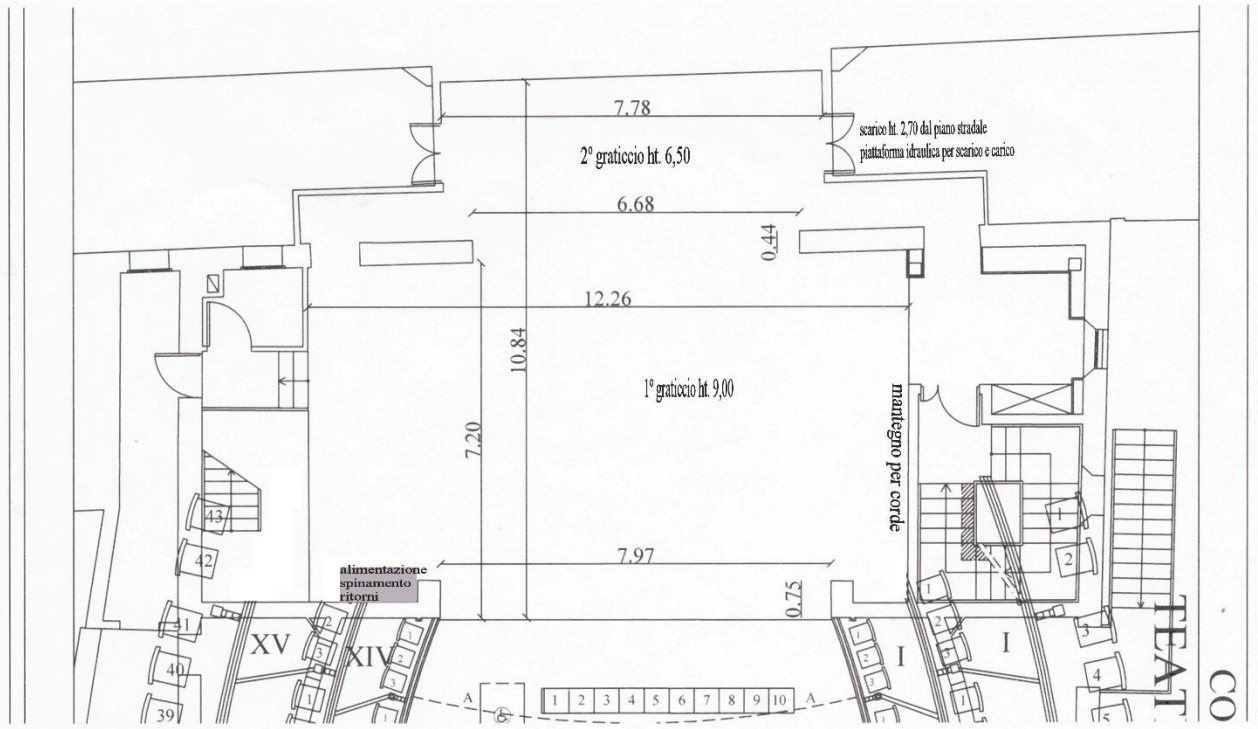 7.78
scarico ht. 2,70 dal piano stradale
piattaforma idraulica per scarico e carico
2° graticcio ht. 6,50
6.68
0.44
12.26
10.84
1° graticcio ht. 9,00
mantegno per corde
7.20
43
1
42
2
7.97
alimentazione
spinamento
ritorni
0.75
41
XV
2
3
1
XIV
1
2
3
1
I
1
2
3
1
2
3
1
I
3
4
5
40
39
A
1 2 3 4 5 6 7 8 9 10
A
TEAT
CO